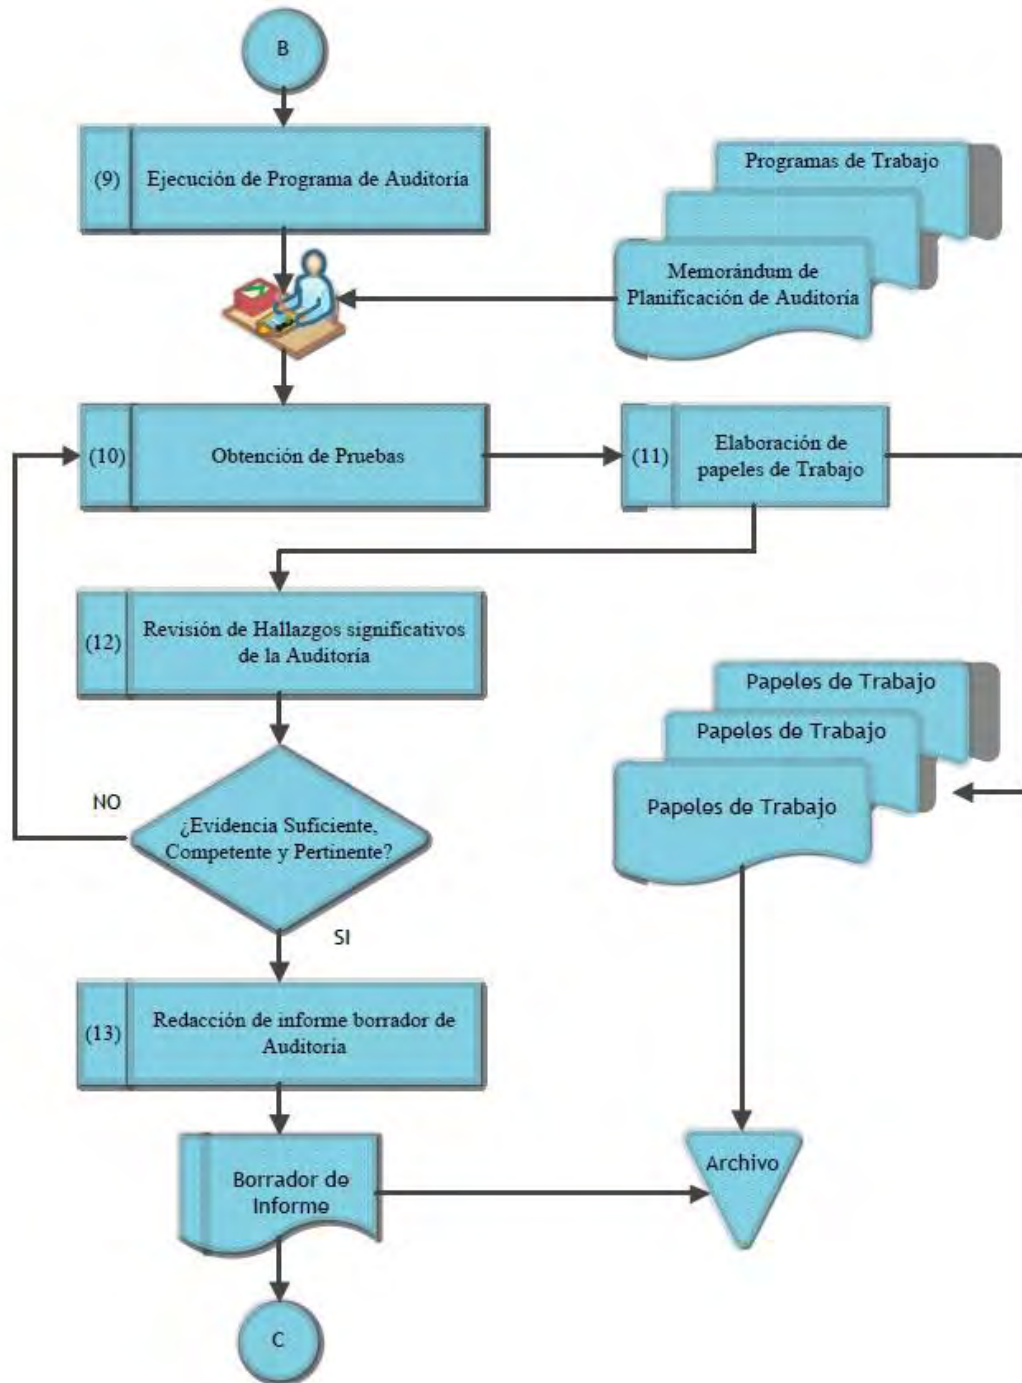 B
(9)
Ejecución de Programa de Auditoría
Programas de Trabajo
Memorándum de
Planificación de Auditoría
(10)
Obtención de Pruebas
(11)
Elaboración de
papeles de Trabajo
(12)
Revisión de Hallazgos significativos
de la Auditoría
Papeles de Trabajo
Papeles de Trabajo
Papeles de Trabajo
NO
¿Evidencia Suficiente,
Competente y Pertinente?
SI
(13)
Redacción de informe borrador de
Auditoria
Borrador de
Informe
Archivo
C